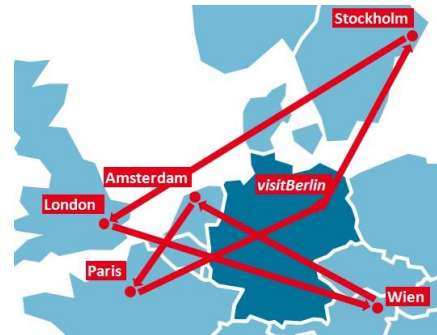 Stockholm
Amsterdam
visitBerlin
London
Paris
Wien